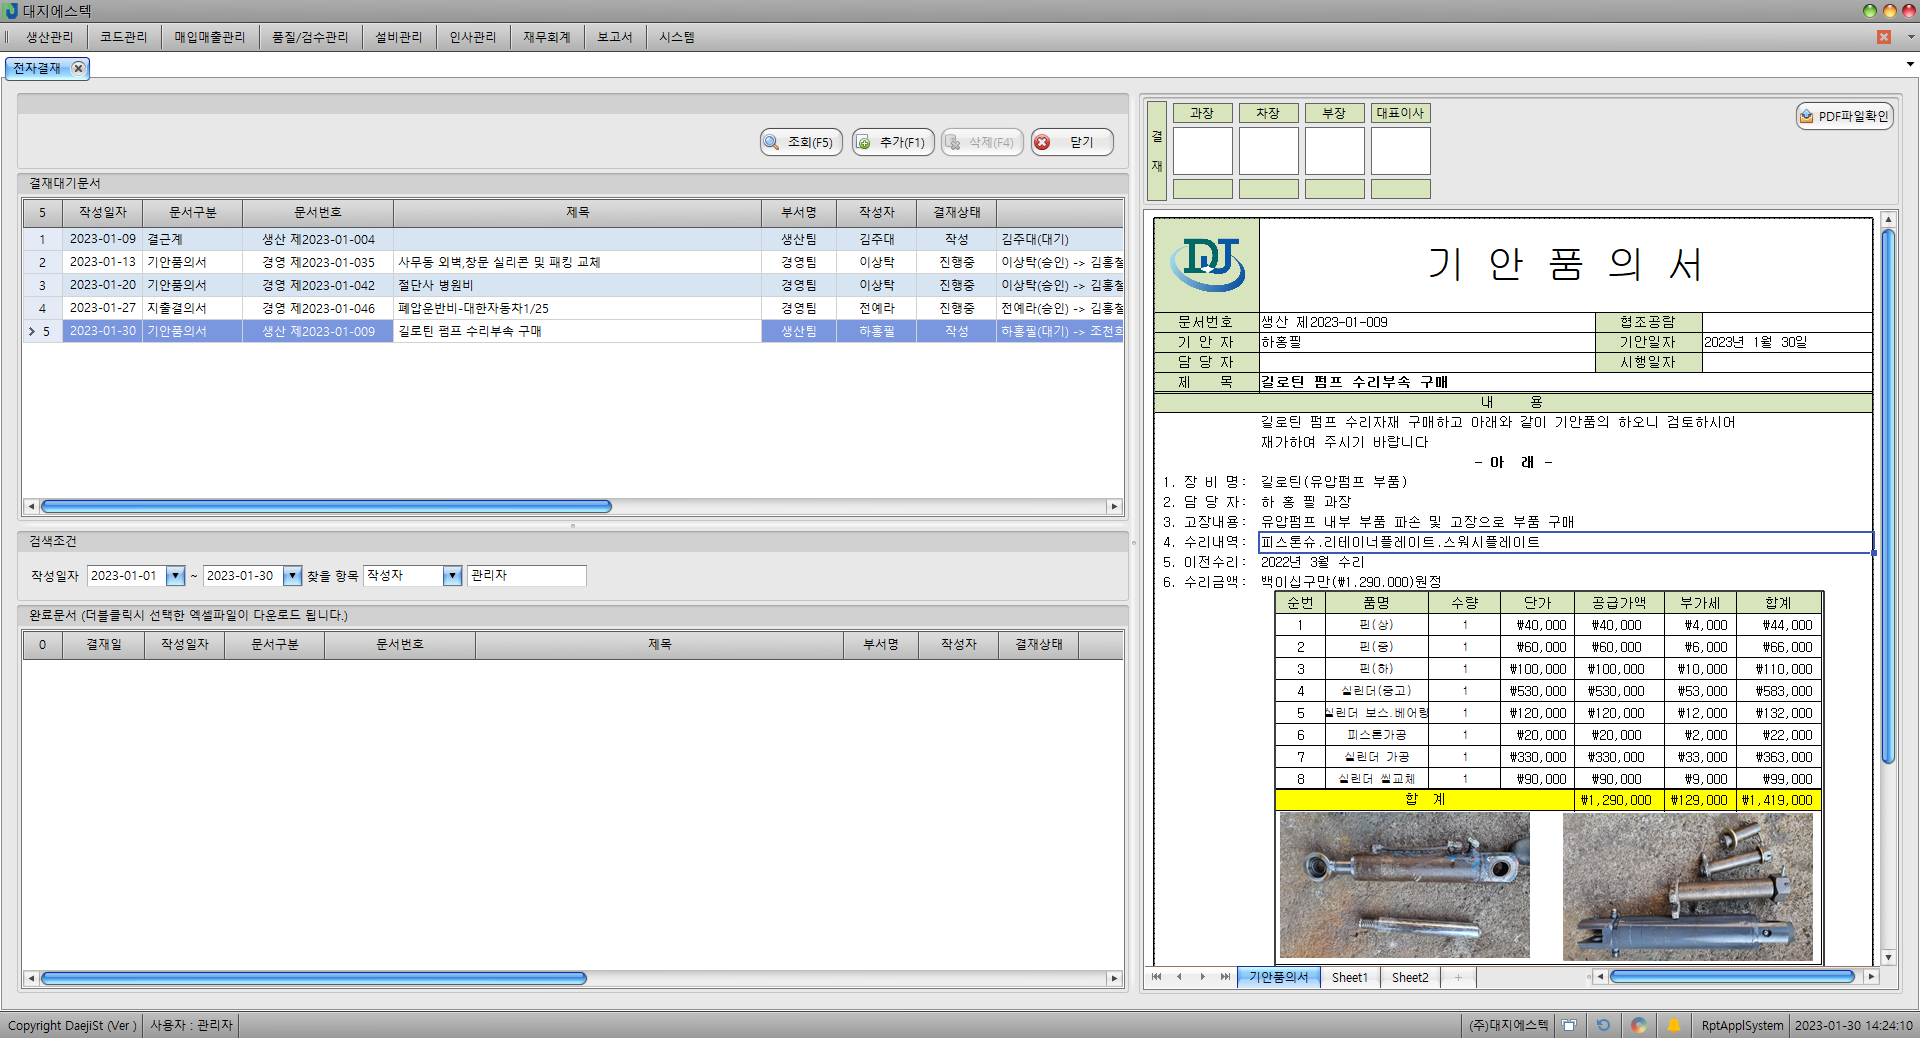 대지에스텍
생산관리 코드관리 매입매출관리 품질/검수관리 설비관리 인사관리 재무회계 보고서 시스템
전자결재
조회(F5) 추가(F1) 삭제(F4) 닫기
결재대기문서
5 작성일자 문서구분 문서번호 제목 부서명 작성자 결재상태
1 2023-01-09 결근계 생산 제2023-01-004 생산팀 김주대 작성 김주대(대기)
2 2023-01-13 기안품의서 경영 제2023-01-035 사무동 외벽,창문 실리콘 및 패킹 교체 경영팀 이상탁 진행중 이상탁(승인) -> 김홍철
3 2023-01-20 기안품의서 경영 제2023-01-042 절단사 병원비 경영팀 이상탁 진행중 이상탁(승인) -> 김홍철
4 2023-01-27 지출결의서 경영 제2023-01-046 폐압운반비-대한자동차1/25 경영팀 전예라 진행중 전예라(승인) -> 김홍철
5 2023-01-30 기안품의서 생산 제2023-01-009 길로틴 펌프 수리부속 구매 생산팀 하홍필 작성 하홍필(대기) -> 조천희
검색조건
작성일자 2023-01-01 ~ 2023-01-30 찾을 항목 작성자 관리자
완료문서 (더블클릭시 선택한 엑셀파일이 다운로드 됩니다.)
0 결재일 작성일자 문서구분 문서번호 제목 부서명 작성자 결재상태
결재 과장 차장 부장 대표이사
PDF파일확인
DJ
기 안 품 의 서
문서번호 생산 제2023-01-009 협조공람
기 안 자 하홍필 기안일자 2023년 1월 30일
담 당 자 시행일자
제 목 길로틴 펌프 수리부속 구매
내 용
길로틴 펌프 수리자재 구매하고 아래와 같이 기안품의 하오니 검토하시어
재가하여 주시기 바랍니다
- 아 래 -
1. 장 비 명: 길로틴(유압펌프 부품)
2. 담 당 자: 하 홍 필 과장
3. 고장내용: 유압펌프 내부 부품 파손 및 고장으로 부품 구매
4. 수리내역: 피스톤슈.리테이너플레이트.스워시플레이트
5. 이전수리: 2022년 3월 수리
6. 수리금액: 백이십구만(₩1.290.000)원정
순번 품명 수량 단가 공급가액 부가세 합계
1 핀(상) 1 ₩40,000 ₩40,000 ₩4,000 ₩44,000
2 핀(중) 1 ₩60,000 ₩60,000 ₩6,000 ₩66,000
3 핀(하) 1 ₩100,000 ₩100,000 ₩10,000 ₩110,000
4 실린더(중고) 1 ₩530,000 ₩530,000 ₩53,000 ₩583,000
5 실린더 보스.베어링 1 ₩120,000 ₩120,000 ₩12,000 ₩132,000
6 피스톤가공 1 ₩20,000 ₩20,000 ₩2,000 ₩22,000
7 실린더 가공 1 ₩330,000 ₩330,000 ₩33,000 ₩363,000
8 실린더 씰교체 1 ₩90,000 ₩90,000 ₩9,000 ₩99,000
합 계 ₩1,290,000 ₩129,000 ₩1,419,000
기안품의서 Sheet1 Sheet2
Copyright DaejiSt (Ver ) 사용자 : 관리자
(주)대지에스텍 RptApplSystem 2023-01-30 14:24:10